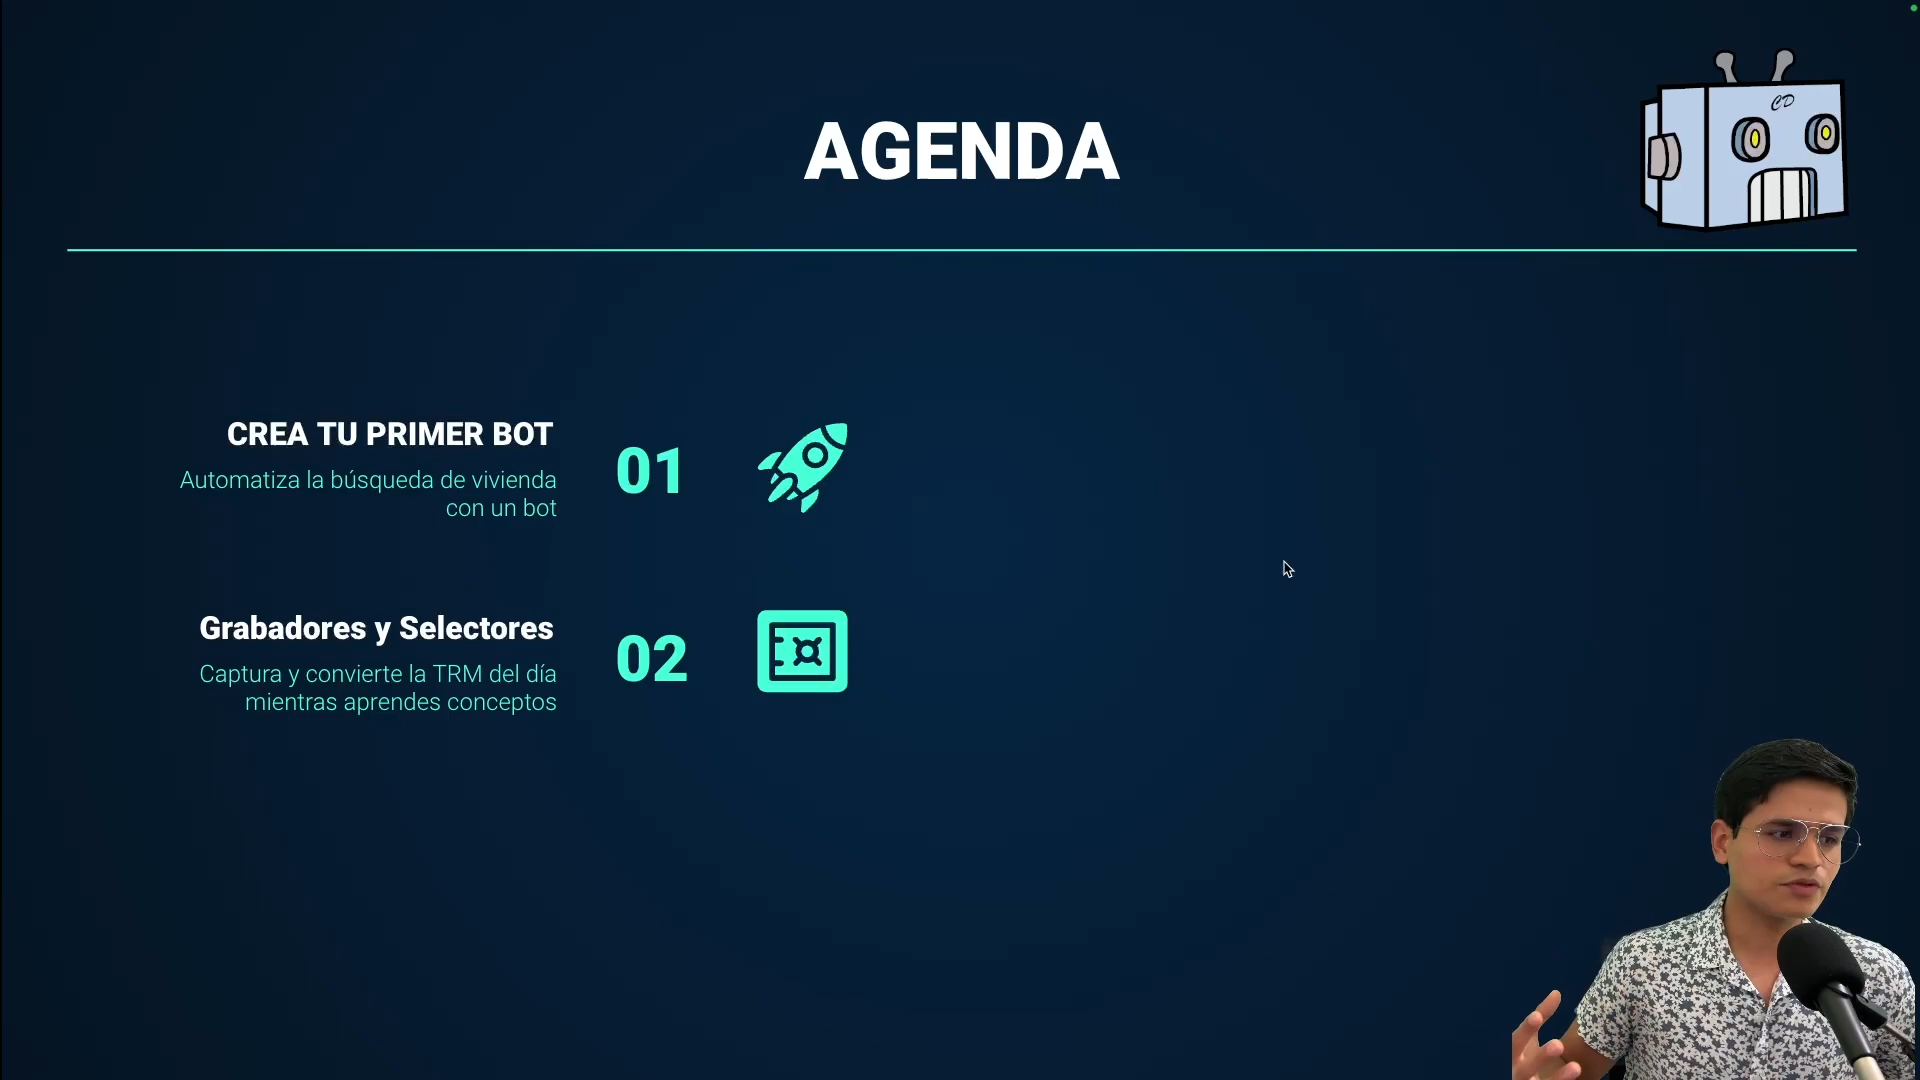 AGENDA
CD
CREA TU PRIMER BOT
Automatiza la búsqueda de vivienda
con un bot
01
Grabadores y Selectores
Captura y convierte la TRM del día
mientras aprendes conceptos
02